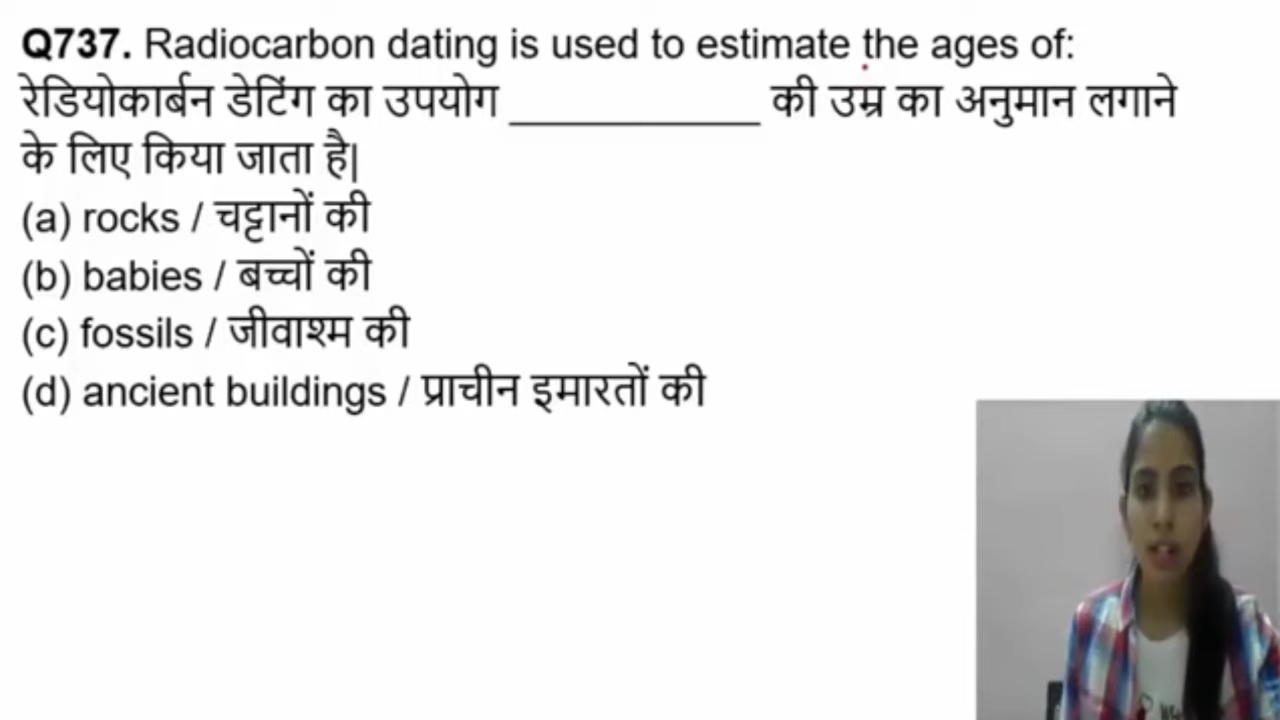 Q737. Radiocarbon dating is used to estimate the ages of:
रेडियोकार्बन डेटिंग का उपयोग ____________ की उम्र का अनुमान लगाने
के लिए किया जाता है|
(a) rocks / चट्टानों की
(b) babies / बच्चों की
(c) fossils / जीवाश्म की
(d) ancient buildings / प्राचीन इमारतों की